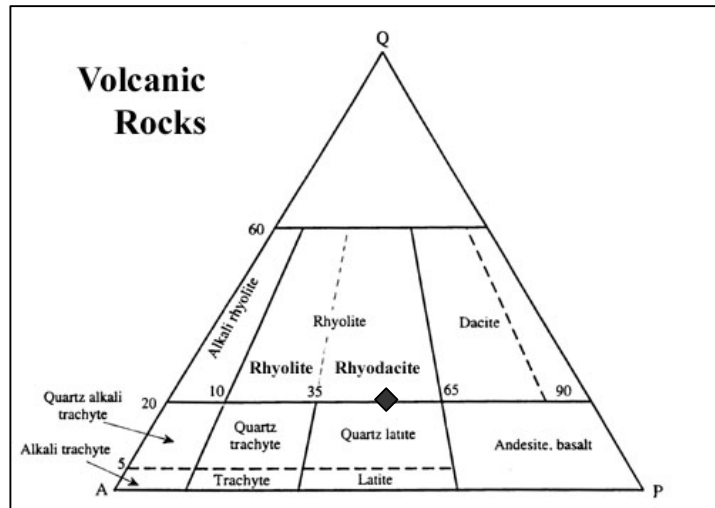 Q
Volcanic
Rocks
60
Alkali rhyolite
Rhyolite
Dacite
Rhyolite
Rhyodacite
20
10
35
65
90
Quartz alkali
trachyte
Quartz
trachyte
Quartz latite
Andesite, basalt
Alkali trachyte
5
A
Trachyte
Latite
P